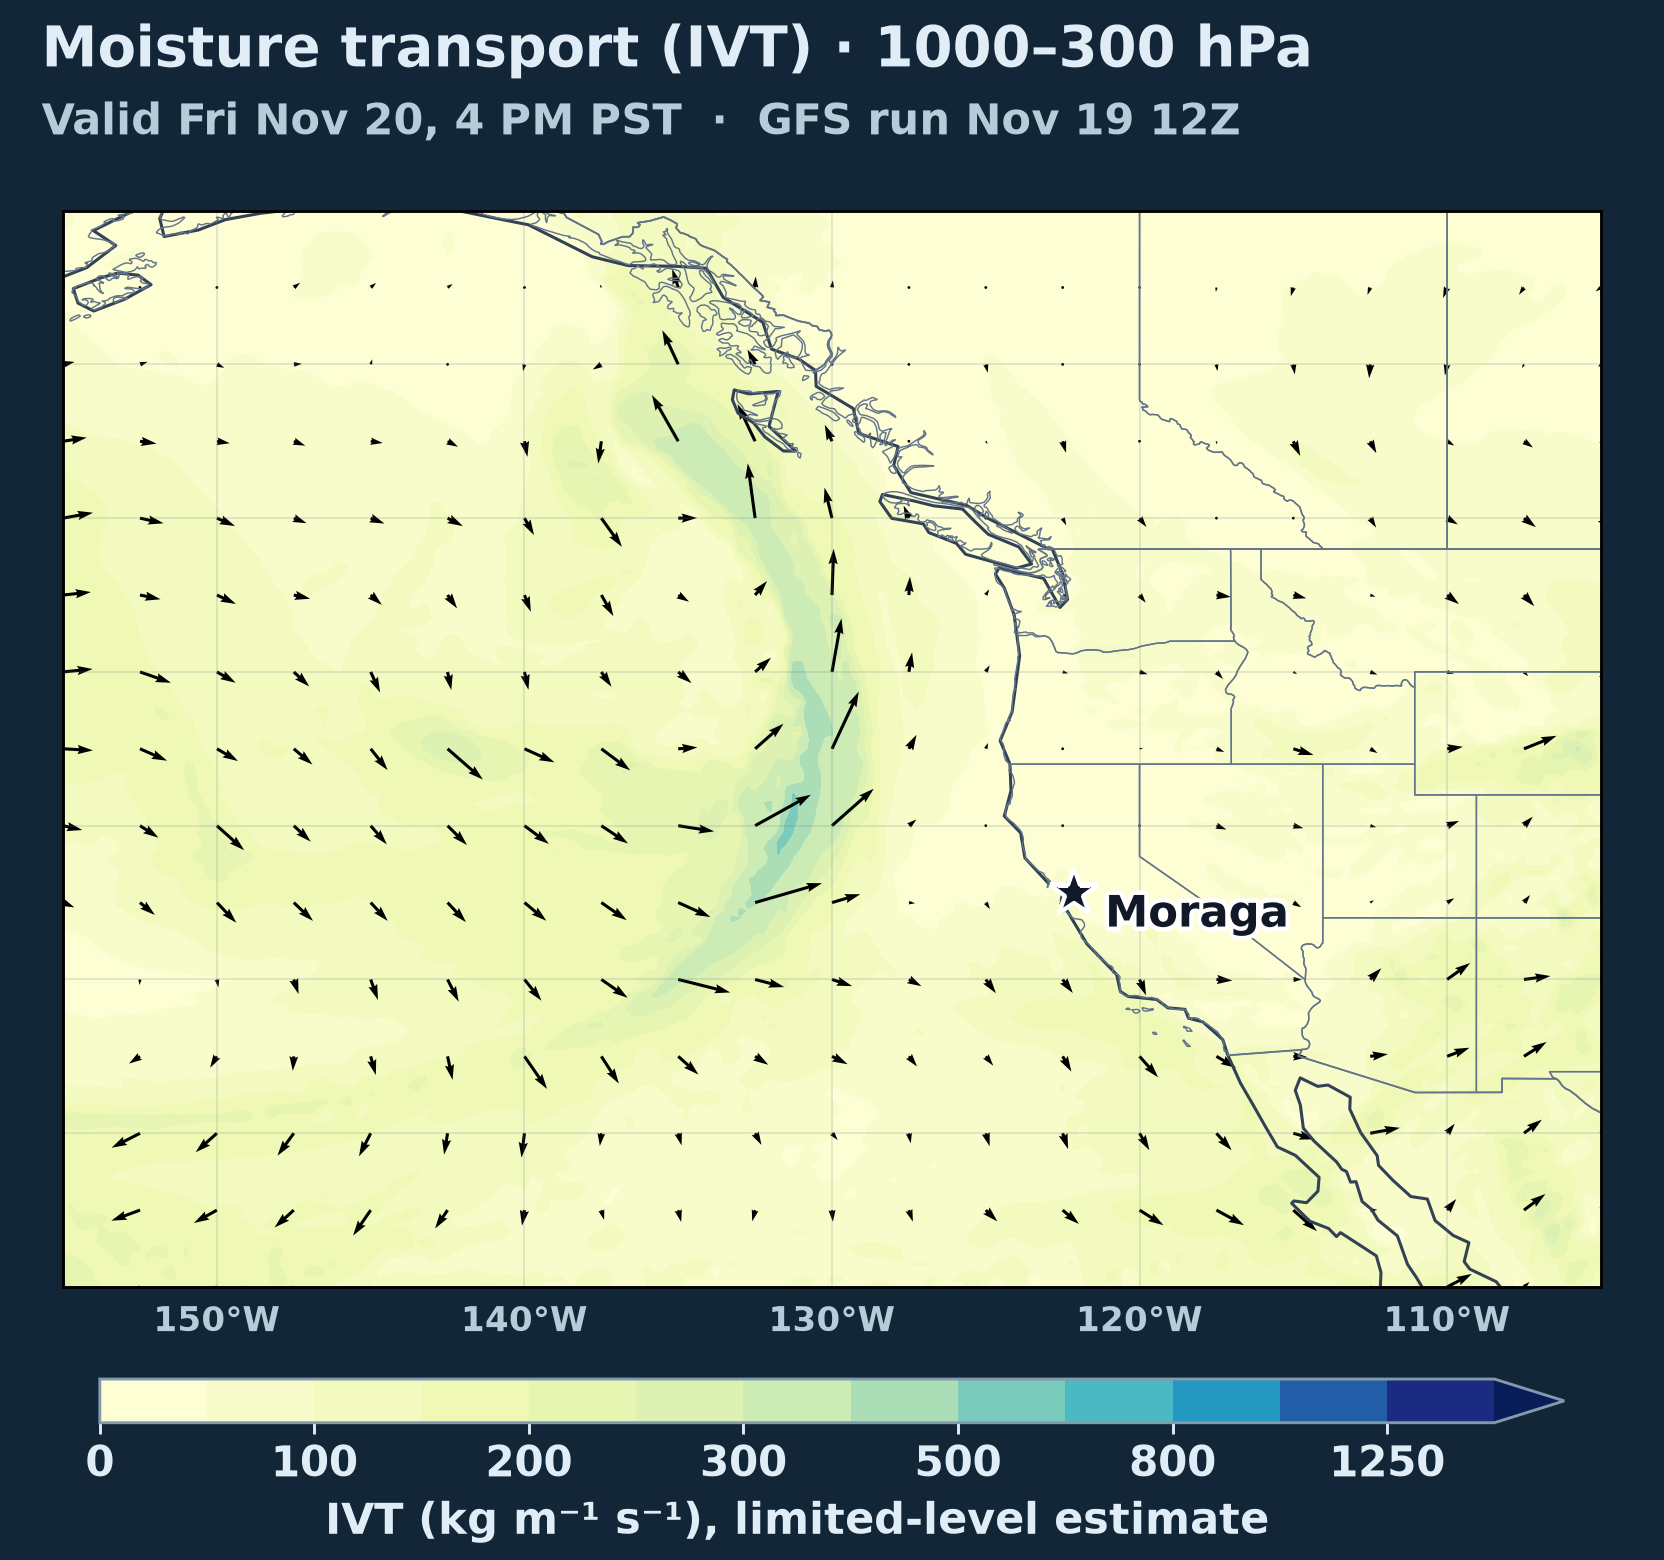 Moisture transport (IVT) · 1000–300 hPa
Valid Fri Nov 20, 4 PM PST · GFS run Nov 19 12Z
Moraga
150°W 140°W 130°W 120°W 110°W
0 100 200 300 500 800 1250
IVT (kg m⁻¹ s⁻¹), limited-level estimate